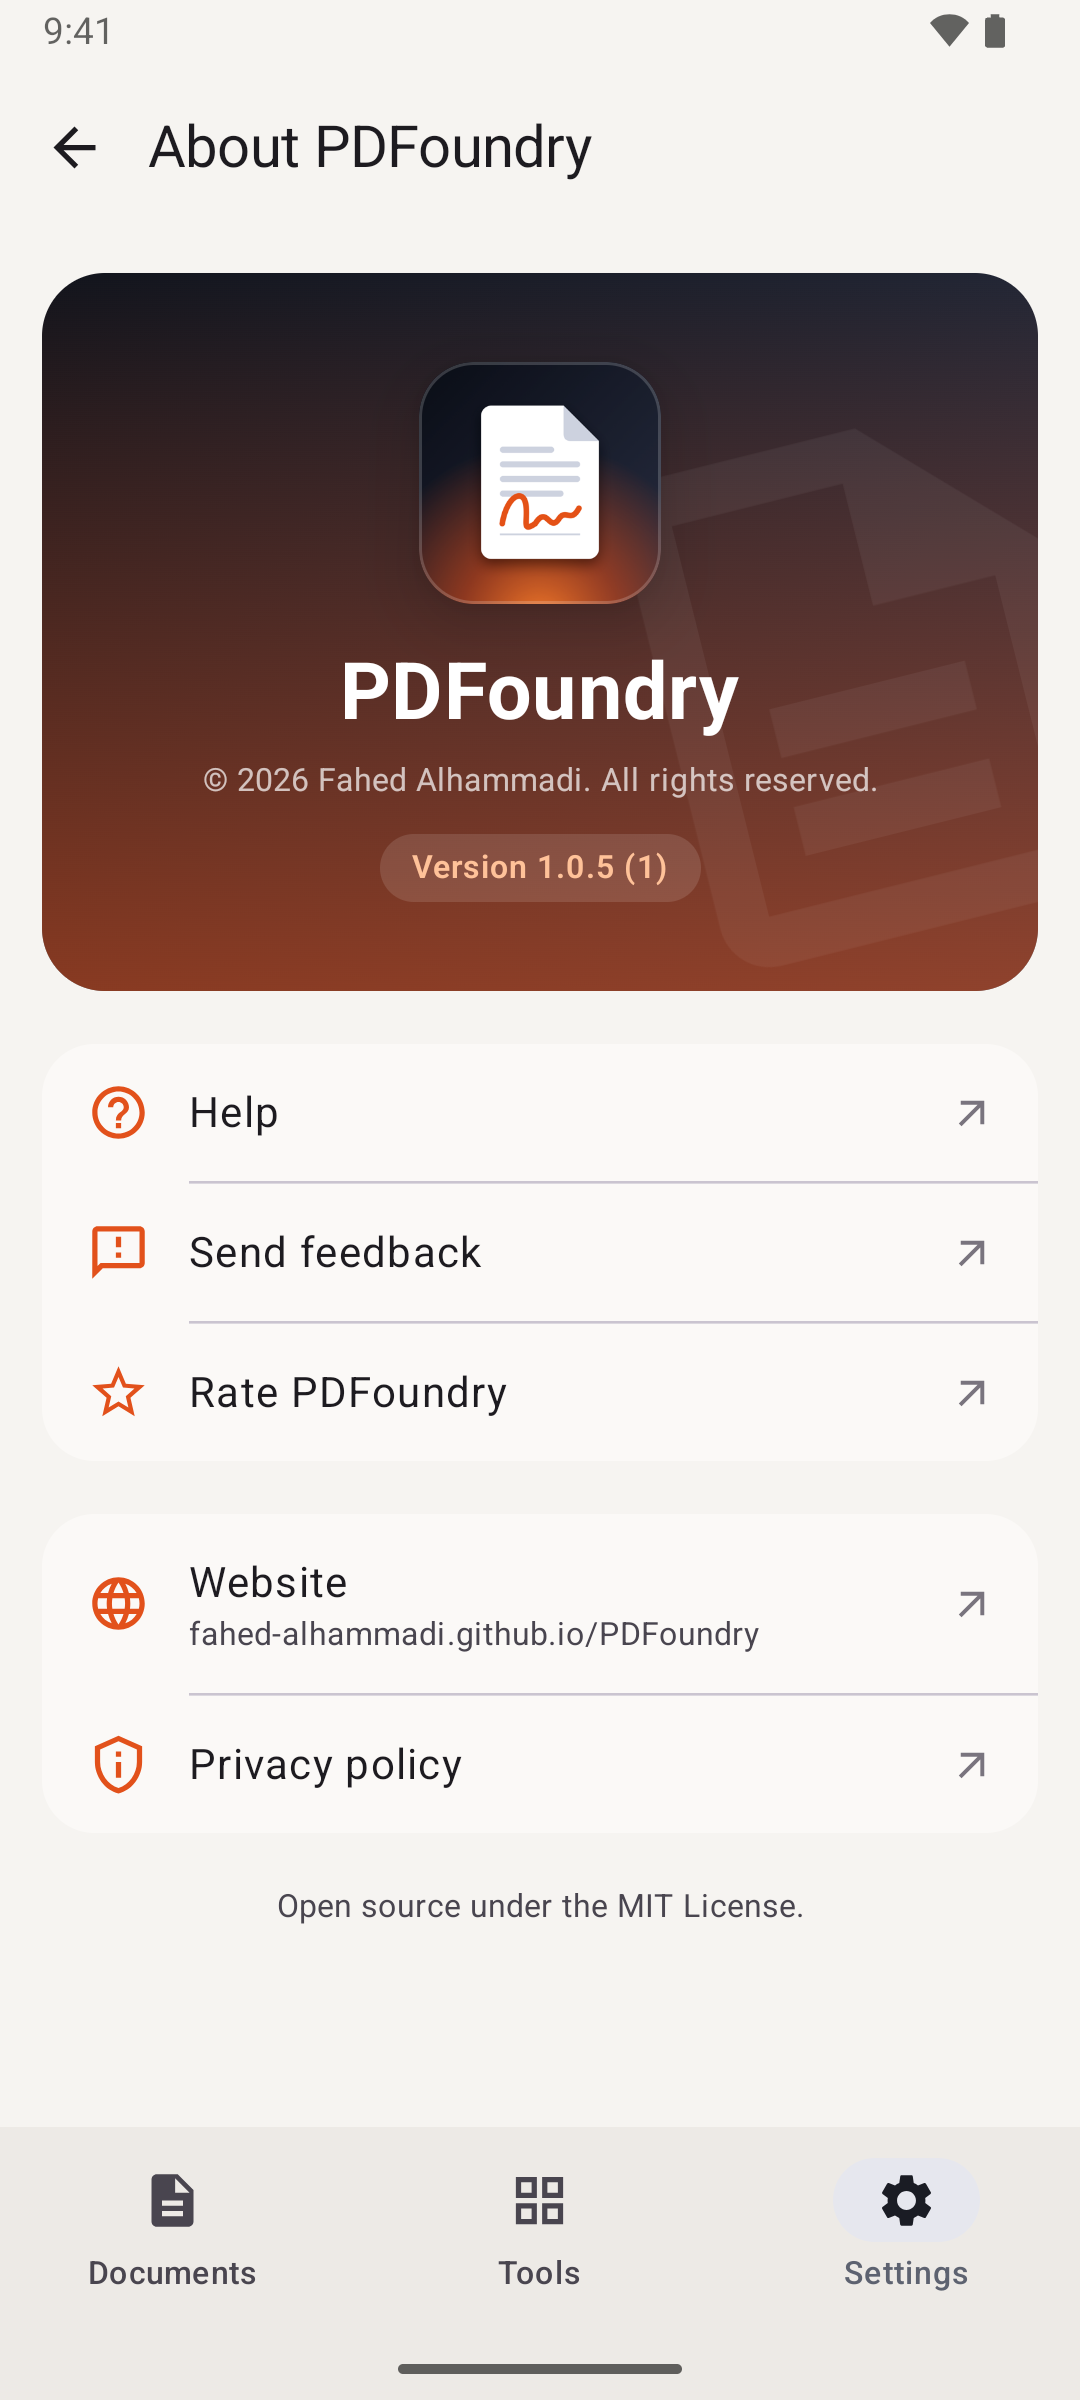 9:41
About PDFoundry
PDFoundry
© 2026 Fahed Alhammadi. All rights reserved.
Version 1.0.5 (1)
Help
Send feedback
Rate PDFoundry
Website
fahed-alhammadi.github.io/PDFoundry
Privacy policy
Open source under the MIT License.
Documents
Tools
Settings